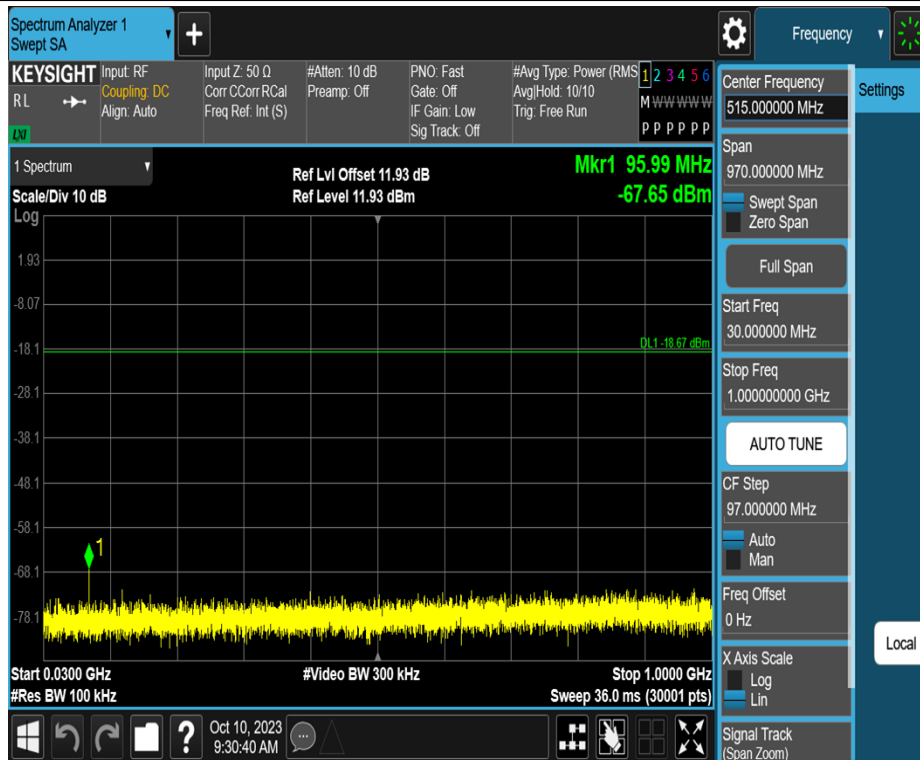 Spectrum Analyzer 1
Swept SA
Frequency
KEYSIGHT
RL
LXI
Input: RF
Coupling: DC
Align: Auto
Input Z: 50 Ω
Corr CCorr RCal
Freq Ref: Int (S)
#Atten: 10 dB
Preamp: Off
PNO: Fast
Gate: Off
IF Gain: Low
Sig Track: Off
#Avg Type: Power (RMS
Avg|Hold: 10/10
Trig: Free Run
1 2 3 4 5 6
M W W W W W
P P P P P P
1 Spectrum
Scale/Div 10 dB
Log
Ref Lvl Offset 11.93 dB
Ref Level 11.93 dBm
Mkr1 95.99 MHz
-67.65 dBm
1.93
-8.07
-18.1
DL1 -18.67 dBm
-28.1
-38.1
-48.1
-58.1
1
-68.1
-78.1
Start 0.0300 GHz
#Res BW 100 kHz
#Video BW 300 kHz
Stop 1.0000 GHz
Sweep 36.0 ms (30001 pts)
?
Oct 10, 2023
9:30:40 AM
Center Frequency
515.000000 MHz
Span
970.000000 MHz
Swept Span
Zero Span
Full Span
Start Freq
30.000000 MHz
Stop Freq
1.000000000 GHz
AUTO TUNE
CF Step
97.000000 MHz
Auto
Man
Freq Offset
0 Hz
X Axis Scale
Log
Lin
Signal Track
(Span Zoom)
Settings
Local